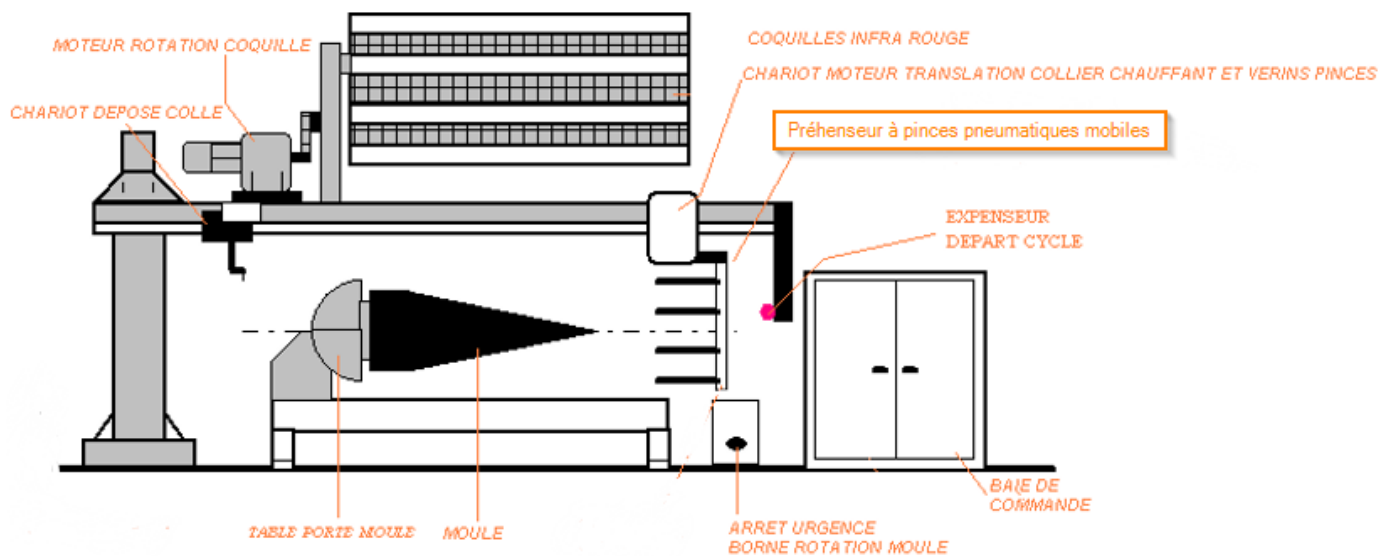 MOTEUR ROTATION COQUILLE
COQUILLES INFRA ROUGE
CHARIOT MOTEUR TRANSLATION COLLIER CHAUFFANT ET VERINS PINCES
CHARIOT DEPOSE COLLE
Préhenseur à pinces pneumatiques mobiles
EXPENSEUR
DEPART CYCLE
TABLE PORTE MOULE
MOULE
ARRET URGENCE
BORNE ROTATION MOULE
BAIE DE
COMMANDE